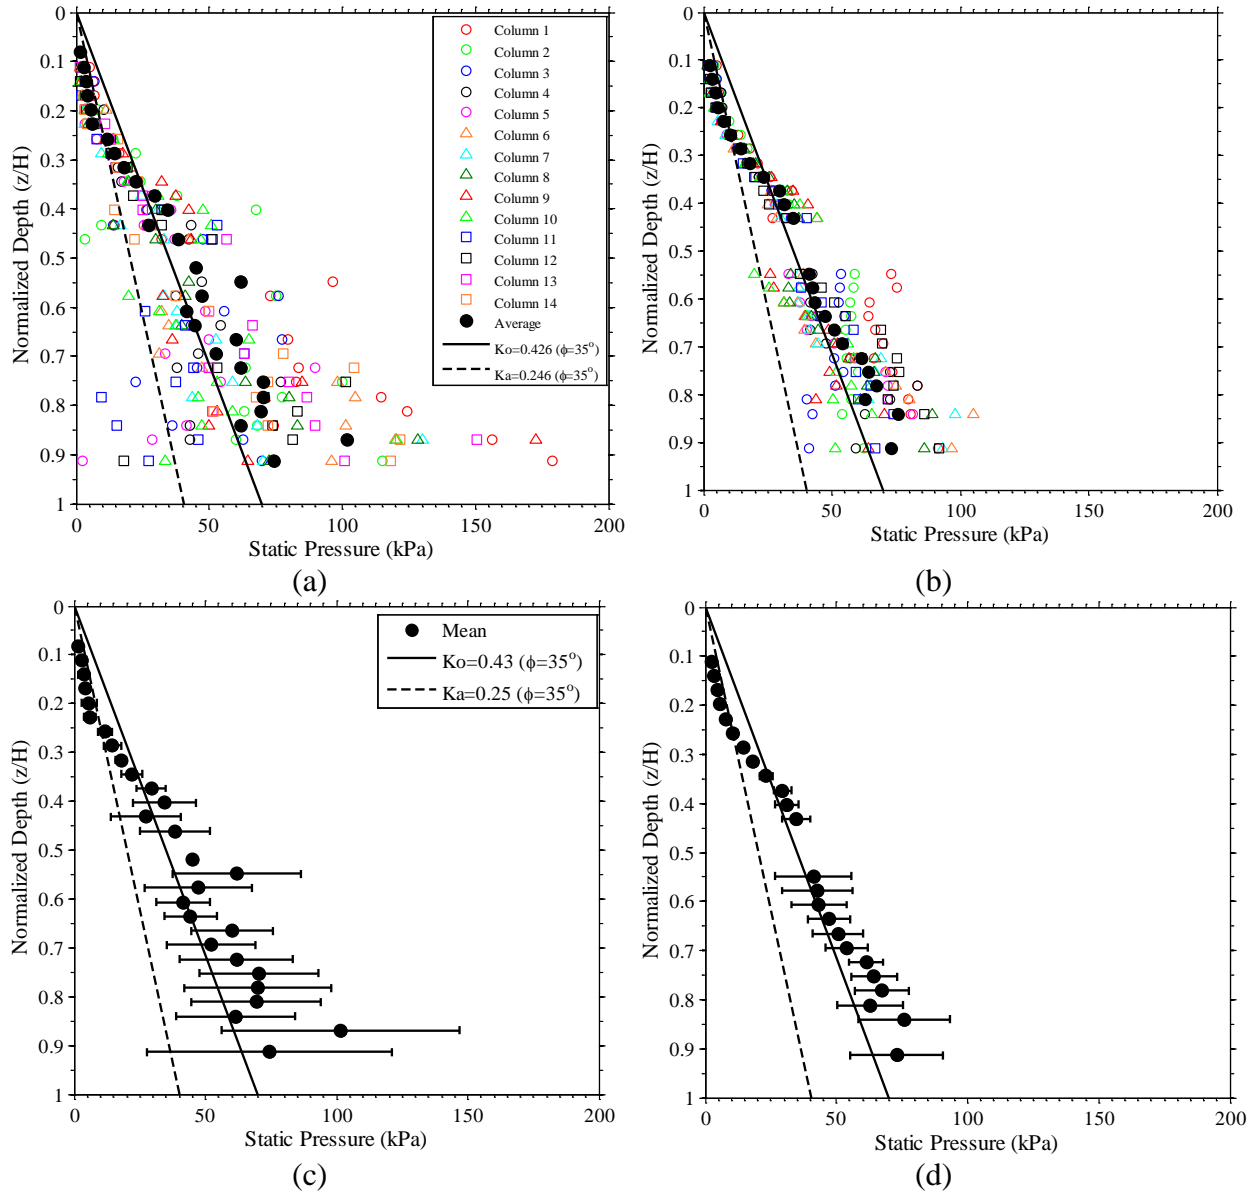 0 50 100 150 200
0
0.1
0.2
0.3
0.4
0.5
0.6
0.7
0.8
0.9
1
Normalized Depth (z/H)
Static Pressure (kPa)
Column 1
Column 2
Column 3
Column 4
Column 5
Column 6
Column 7
Column 8
Column 9
Column 10
Column 11
Column 12
Column 13
Column 14
Average
Ko=0.426 (ϕ=35°)
Ka=0.246 (ϕ=35°)
(a)
0
0.1
0.2
0.3
0.4
0.5
0.6
0.7
0.8
0.9
1
Normalized Depth (z/H)
0 50 100 150 200
Static Pressure (kPa)
(b)
0
0.1
0.2
0.3
0.4
0.5
0.6
0.7
0.8
0.9
1
Normalized Depth (z/H)
Mean
Ko=0.43 (ϕ=35°)
Ka=0.25 (ϕ=35°)
0 50 100 150 200
Static Pressure (kPa)
(c)
0
0.1
0.2
0.3
0.4
0.5
0.6
0.7
0.8
0.9
1
Normalized Depth (z/H)
0 50 100 150 200
Static Pressure (kPa)
(d)